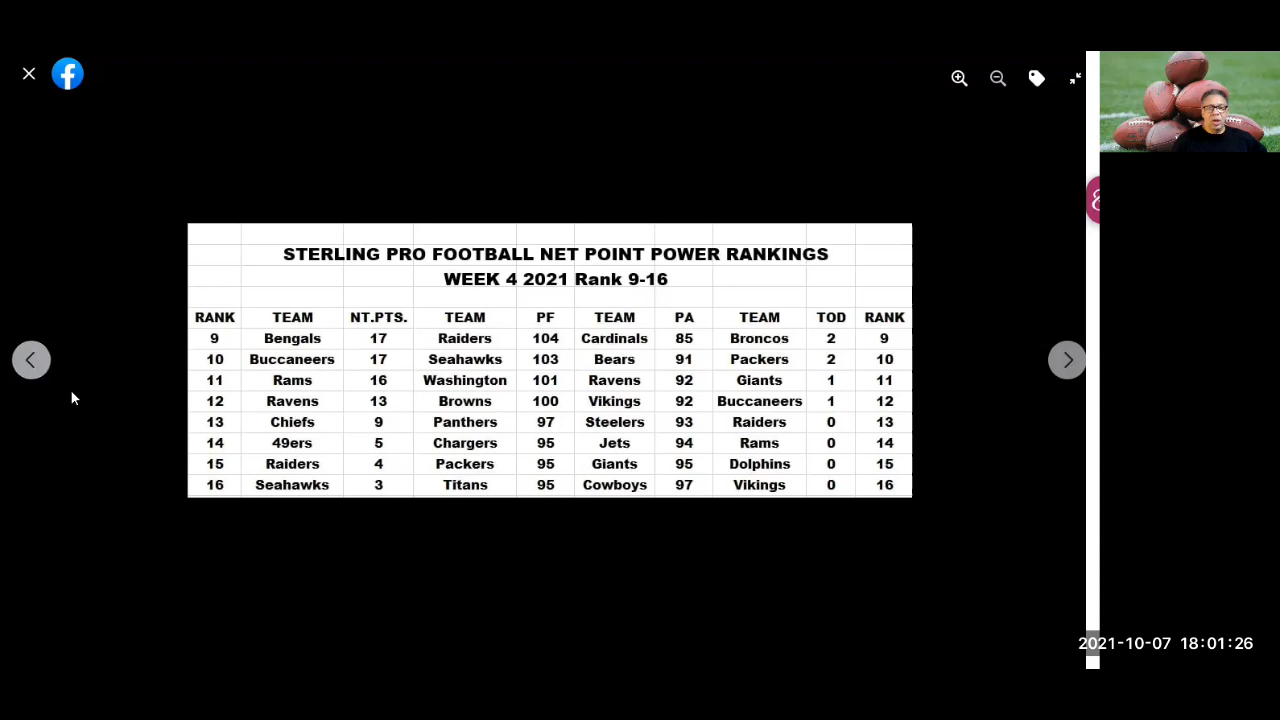 STERLING PRO FOOTBALL NET POINT POWER RANKINGS
WEEK 4 2021 Rank 9-16
RANK TEAM NT.PTS. TEAM PF TEAM PA TEAM TOD RANK
9 Bengals 17 Raiders 104 Cardinals 85 Broncos 2 9
10 Buccaneers 17 Seahawks 103 Bears 91 Packers 2 10
11 Rams 16 Washington 101 Ravens 92 Giants 1 11
12 Ravens 13 Browns 100 Vikings 92 Buccaneers 1 12
13 Chiefs 9 Panthers 97 Steelers 93 Raiders 0 13
14 49ers 5 Chargers 95 Jets 94 Rams 0 14
15 Raiders 4 Packers 95 Giants 95 Dolphins 0 15
16 Seahawks 3 Titans 95 Cowboys 97 Vikings 0 16
2021-10-07 18:01:26